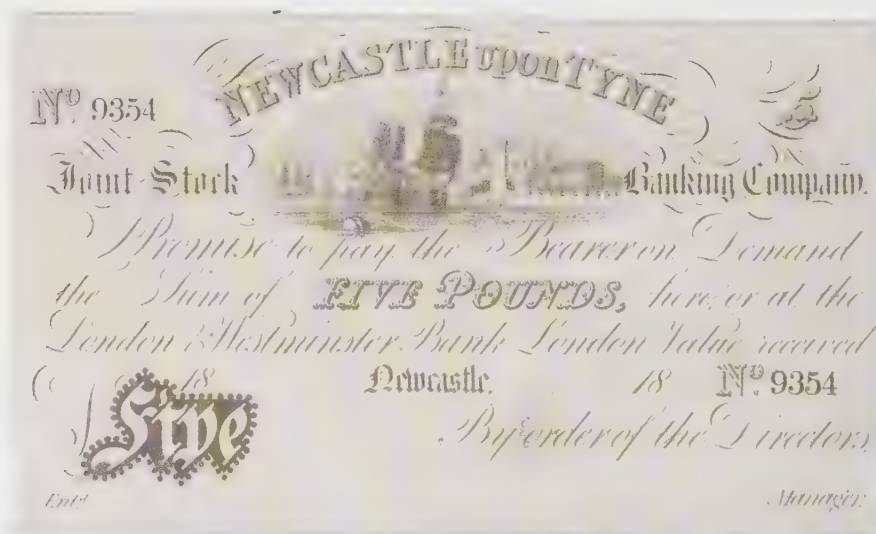 NEWCASTLE upon TYNE
No. 9354
Joint Stock Banking Company.
I Promise to pay the Bearer on Demand
the Sum of FIVE POUNDS, here, or at the
London & Westminster Bank London Value received
18 Newcastle, 18 No 9354
Five By order of the Directors,
Entd Manager.